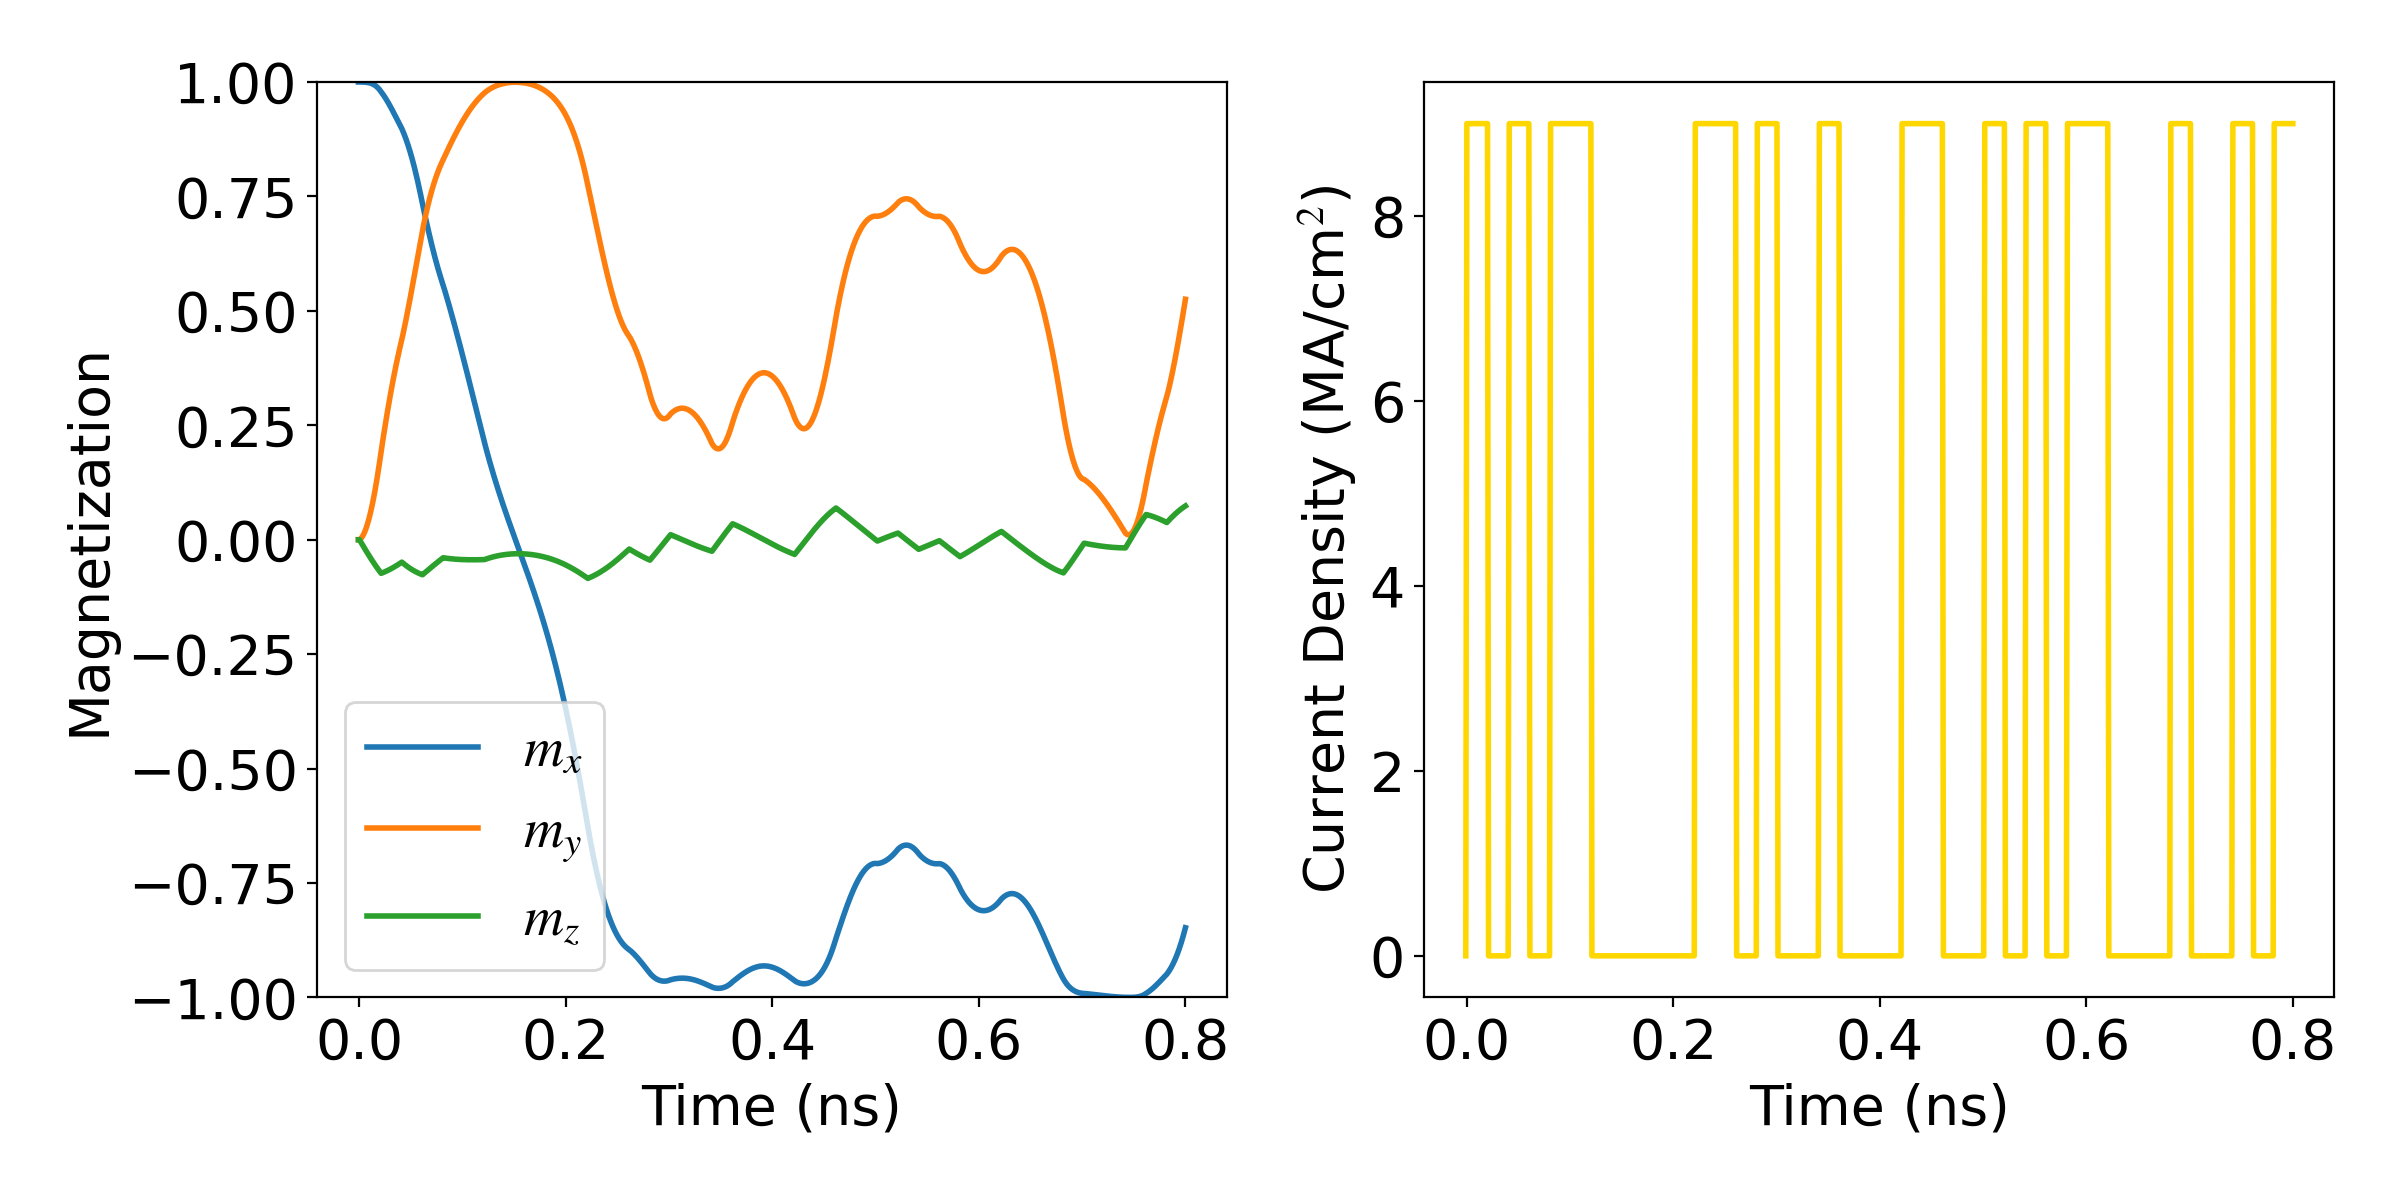 Magnetization
1.00
0.75
0.50
0.25
0.00
−0.25
−0.50
−0.75
−1.00
m_x
m_y
m_z
0.0 0.2 0.4 0.6 0.8
Time (ns)
Current Density (MA/cm²)
8
6
4
2
0
0.0 0.2 0.4 0.6 0.8
Time (ns)